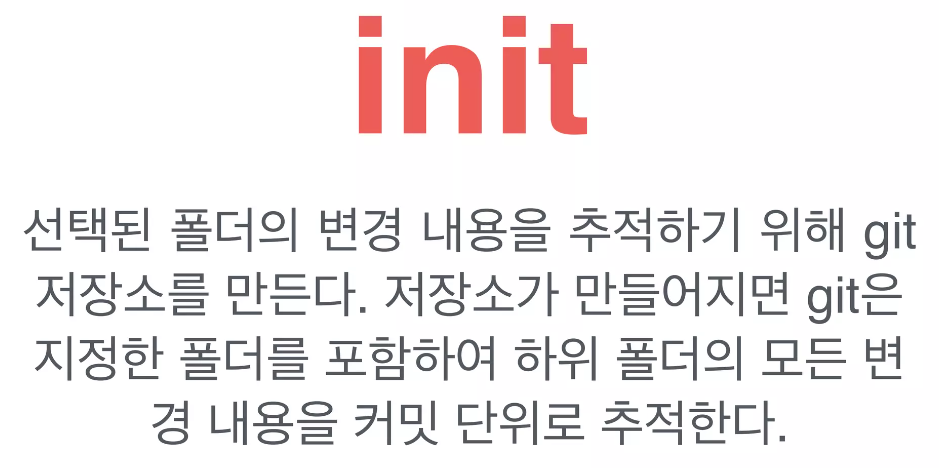 init
선택된 폴더의 변경 내용을 추적하기 위해 git
저장소를 만든다. 저장소가 만들어지면 git은
지정한 폴더를 포함하여 하위 폴더의 모든 변
경 내용을 커밋 단위로 추적한다.